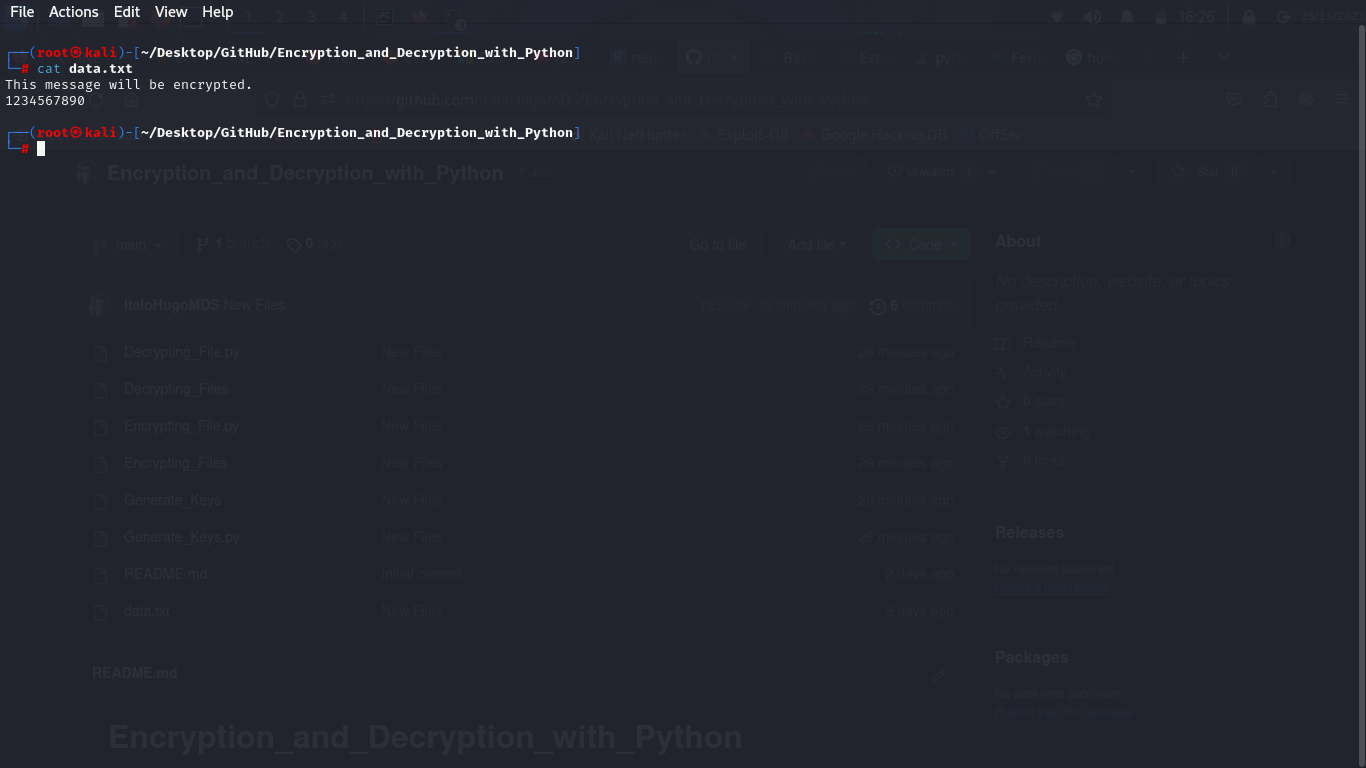 File Actions Edit View Help
1 2 3 4 16:26
┌──(root㉿kali)-[~/Desktop/GitHub/Encryption_and_Decryption_with_Python]
└─# cat data.txt
This message will be encrypted.
1234567890
https://github.com/ItaloHugoMDS/Encryption_and_Decryption_with_Python
┌──(root㉿kali)-[~/Desktop/GitHub/Encryption_and_Decryption_with_Python]
└─#
Kali NetHunter Exploit-DB Google Hacking DB OffSec
Encryption_and_Decryption_with_Python Public
Unwatch 1 Star 0
main 1 branch 0 tags Go to file Add file <> Code
About
No description, website, or topics
provided.
ItaloHugoMDS New Files 26 minutes ago 6 commits
Decrypting_File.py New Files 26 minutes ago
Decrypting_Files New Files 26 minutes ago
Encrypting_File.py New Files 26 minutes ago
Encrypting_Files New Files 26 minutes ago
Generate_Keys New Files 26 minutes ago
Generate_Keys.py New Files 26 minutes ago
README.md Initial commit 2 days ago
data.txt New Files 2 days ago
Readme
Activity
0 stars
1 watching
0 forks
Releases
No releases published
Create a new release
Packages
No packages published
Publish your first package
README.md
Encryption_and_Decryption_with_Python